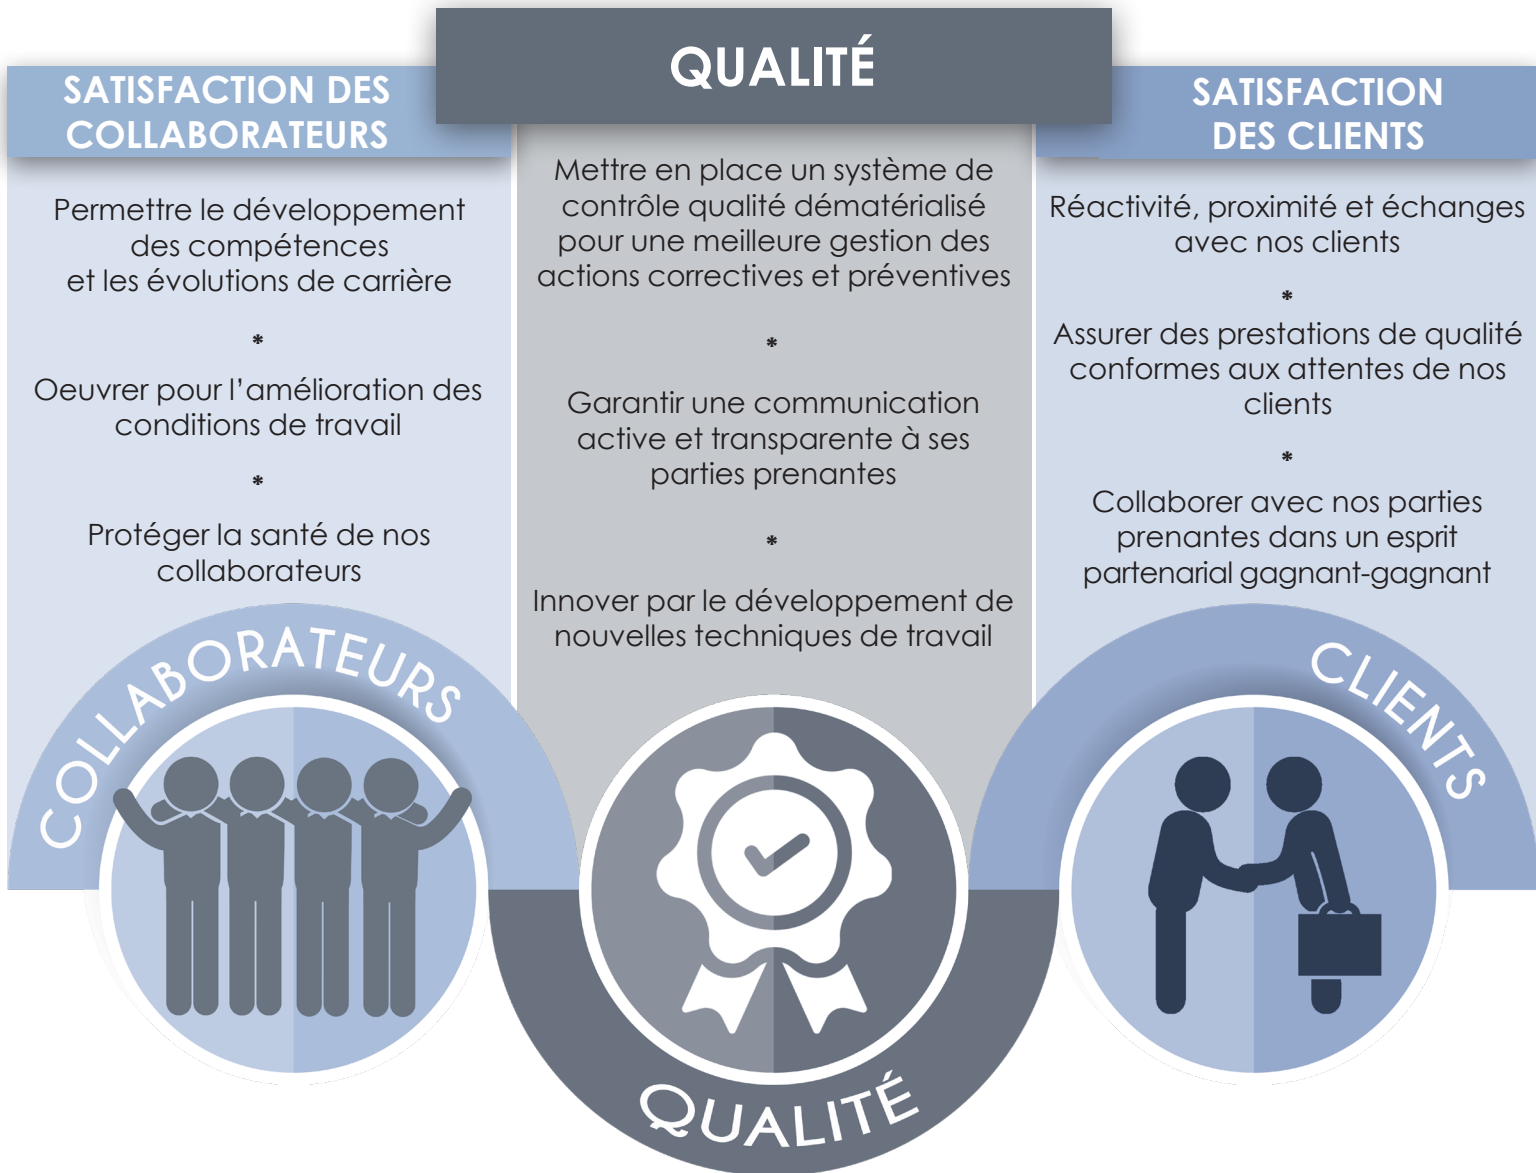 QUALITÉ
SATISFACTION DES
COLLABORATEURS
Permettre le développement
des compétences
et les évolutions de carrière
*
Oeuvrer pour l'amélioration des
conditions de travail
*
Protéger la santé de nos
collaborateurs
Mettre en place un système de
contrôle qualité dématérialisé
pour une meilleure gestion des
actions correctives et préventives
*
Garantir une communication
active et transparente à ses
parties prenantes
*
Innover par le développement de
nouvelles techniques de travail
SATISFACTION
DES CLIENTS
Réactivité, proximité et échanges
avec nos clients
*
Assurer des prestations de qualité
conformes aux attentes de nos
clients
*
Collaborer avec nos parties
prenantes dans un esprit
partenarial gagnant-gagnant
COLLABORATEURS
QUALITÉ
CLIENTS